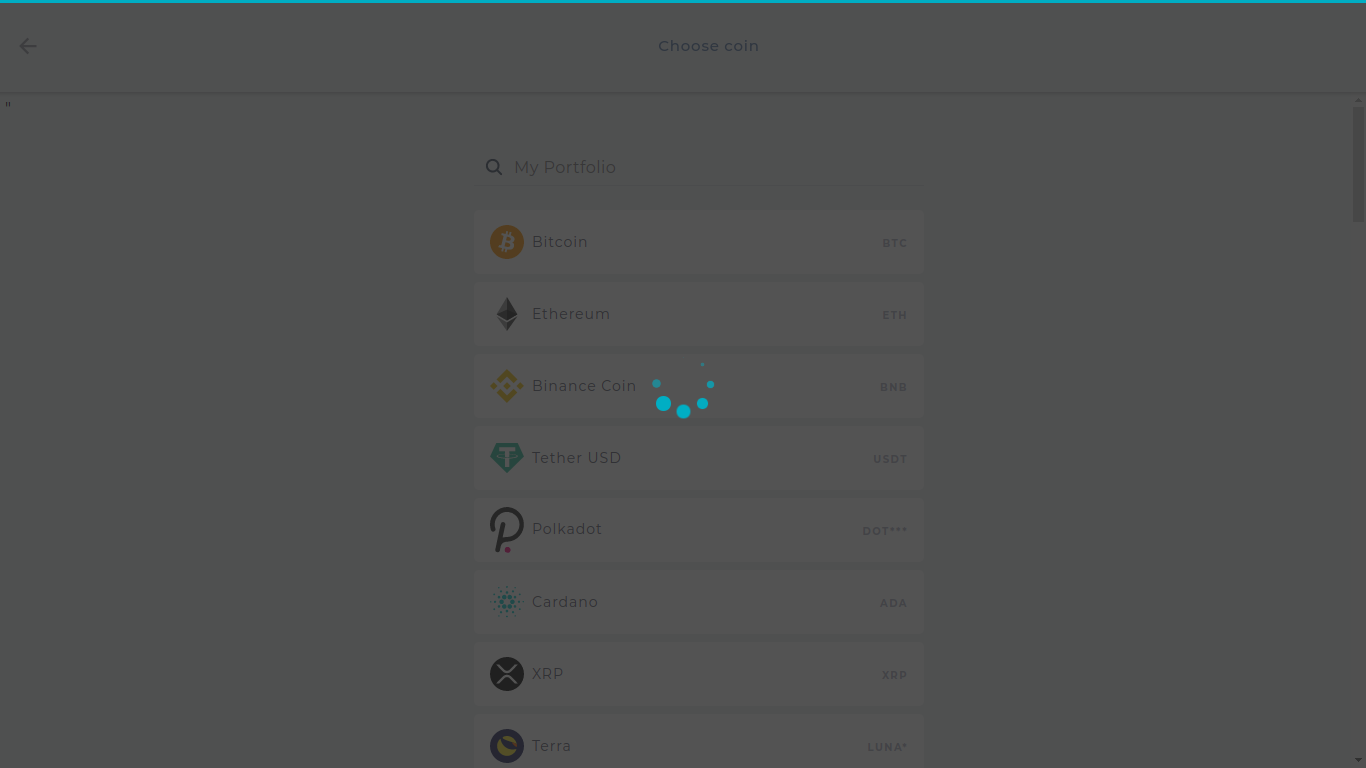 Choose coin
"
My Portfolio
Bitcoin BTC
Ethereum ETH
Binance Coin BNB
Tether USD USDT
Polkadot DOT***
Cardano ADA
XRP XRP
Terra LUNA*